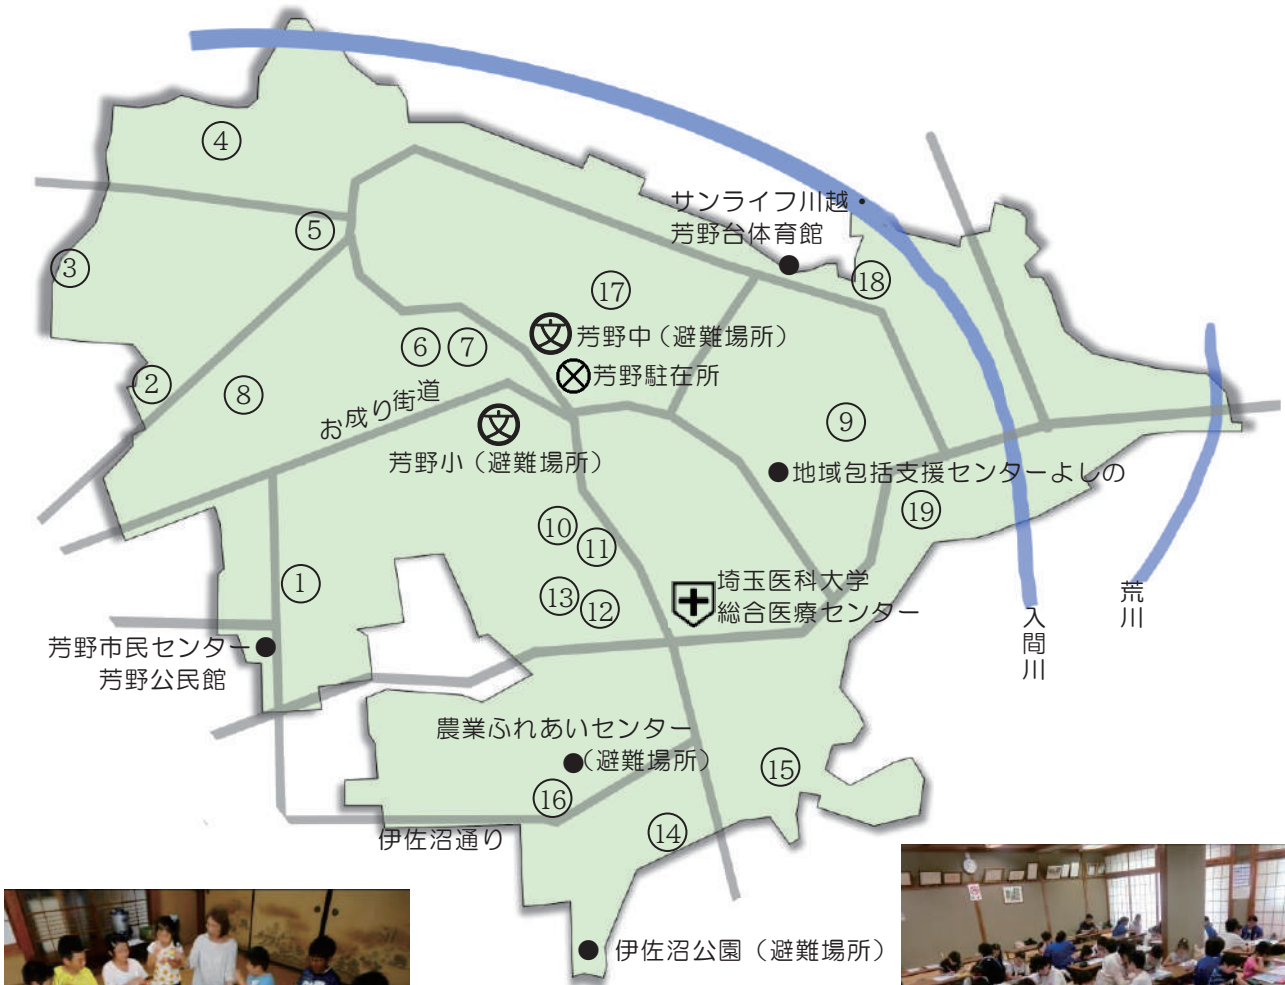 ④
サンライフ川越・
芳野台体育館
⑤
③
⑱
⑰
芳野中（避難場所）
⑥
⑦
芳野駐在所
②
⑧
お成り街道
⑨
文
文
芳野小（避難場所）
地域包括支援センターよしの
⑲
⑩
⑪
①
⑬
⑫
埼玉医科大学
総合医療センター
荒川
入間川
芳野市民センター
芳野公民館
農業ふれあいセンター
（避難場所）
⑮
⑯
⑭
伊佐沼通り
伊佐沼公園（避難場所）